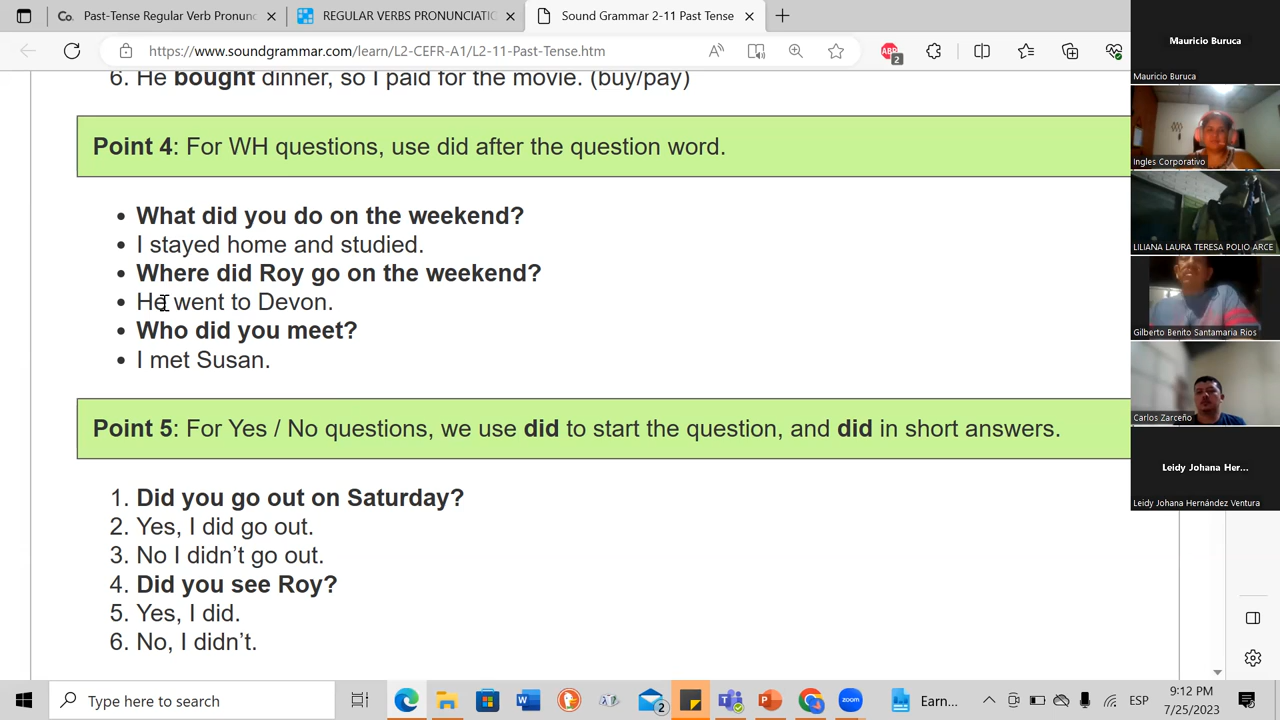 Past-Tense Regular Verb Pronunc
REGULAR VERBS PRONUNCIATIO
Sound Grammar 2-11 Past Tense
https://www.soundgrammar.com/learn/L2-CEFR-A1/L2-11-Past-Tense.htm
6. He bought dinner, so I paid for the movie. (buy/pay)
Point 4: For WH questions, use did after the question word.
What did you do on the weekend?
I stayed home and studied.
Where did Roy go on the weekend?
He went to Devon.
Who did you meet?
I met Susan.
Point 5: For Yes / No questions, we use did to start the question, and did in short answers.
1. Did you go out on Saturday?
2. Yes, I did go out.
3. No I didn't go out.
4. Did you see Roy?
5. Yes, I did.
6. No, I didn't.
Mauricio Buruca
Mauricio Buruca
Ingles Corporativo
LILIANA LAURA TERESA POLIO ARCE
Gilberto Benito Santamaria Rios
Carlos Zarceño
Leidy Johana Her...
Leidy Johana Hernández Ventura
Type here to search
2
zoom
Earn...
ESP
9:12 PM
7/25/2023
ABP
2